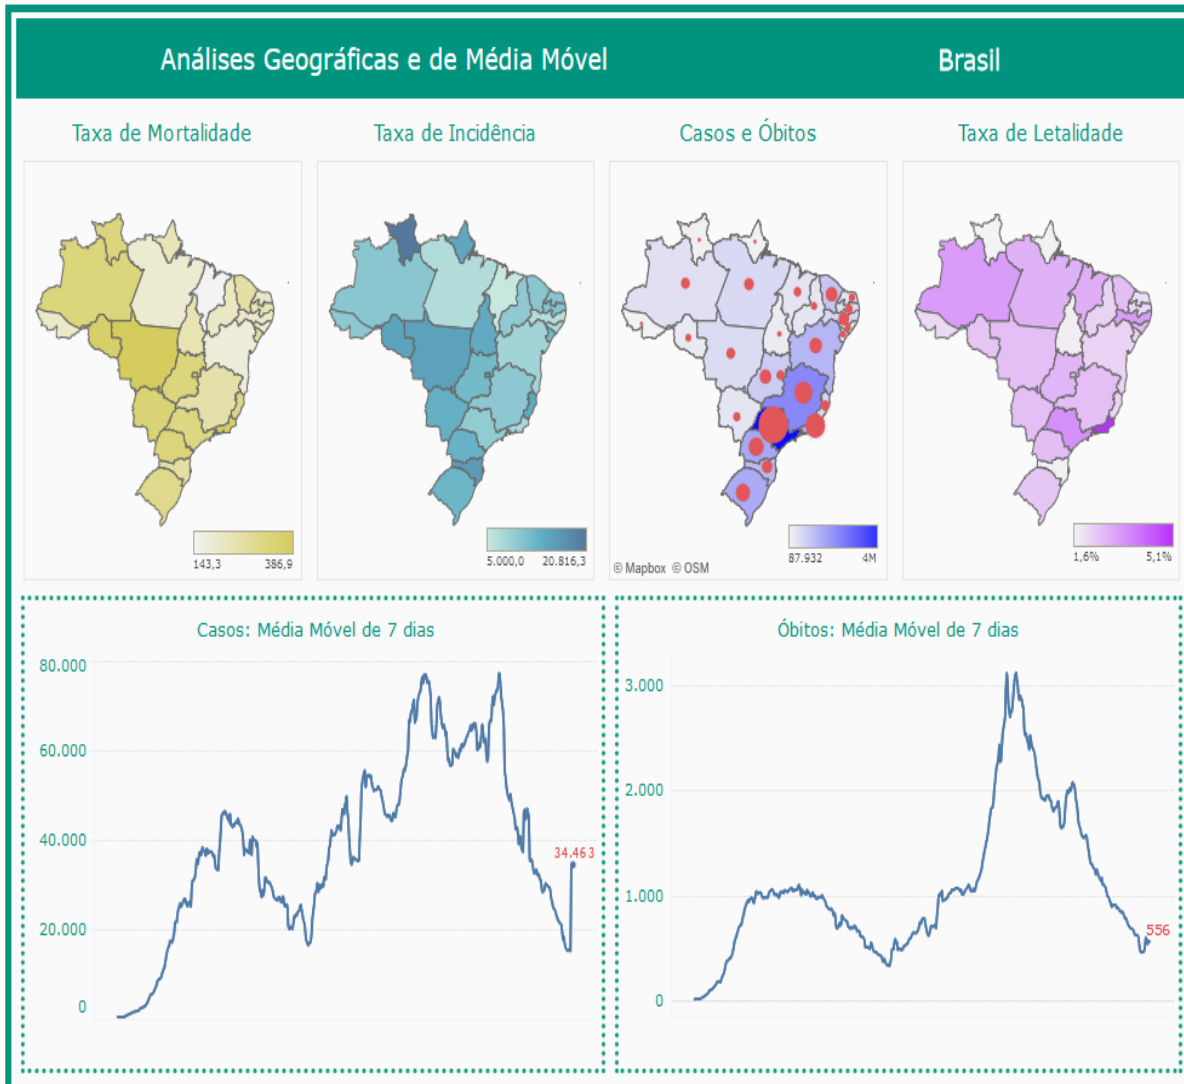 Análises Geográficas e de Média Móvel
Brasil
Taxa de Mortalidade
Taxa de Incidência
Casos e Óbitos
Taxa de Letalidade
143,3
386,9
5.000,0
20.816,3
© Mapbox © OSM
87.932
4M
1,6%
5,1%
Casos: Média Móvel de 7 dias
80.000
60.000
40.000
20.000
0
34.463
Óbitos: Média Móvel de 7 dias
3.000
2.000
1.000
0
556